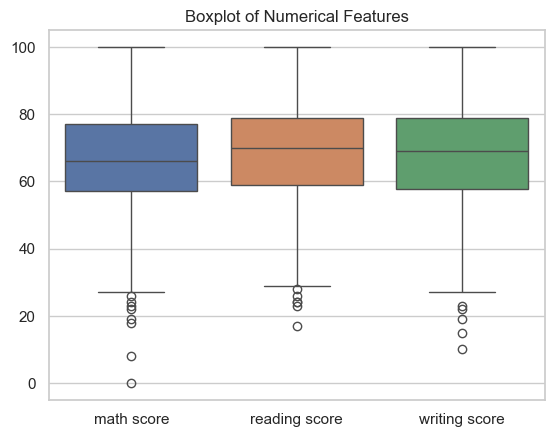 Boxplot of Numerical Features
100
80
60
40
20
0
math score
reading score
writing score